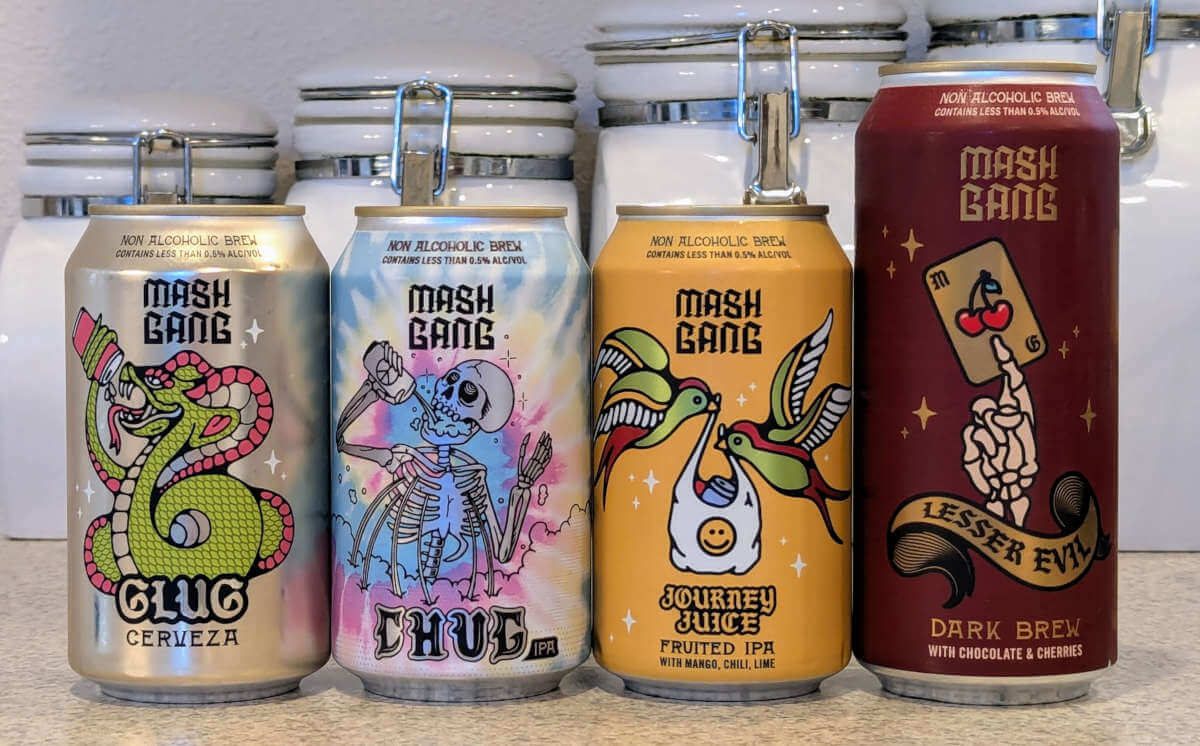 NON ALCOHOLIC BREW
CONTAINS LESS THAN 0.5% ALC/VOL
MASH
GANG
GLUG
CERVEZA
NON ALCOHOLIC BREW
CONTAINS LESS THAN 0.5% ALC/VOL
MASH
GANG
CHUG
IPA
NON ALCOHOLIC BREW
CONTAINS LESS THAN 0.5% ALC/VOL
MASH
GANG
JOURNEY
JUICE
FRUITED IPA
WITH MANGO, CHILI, LIME
NON ALCOHOLIC BREW
CONTAINS LESS THAN 0.5% ALC/VOL
MASH
GANG
M
G
LESSER EVIL
DARK BREW
WITH CHOCOLATE & CHERRIES